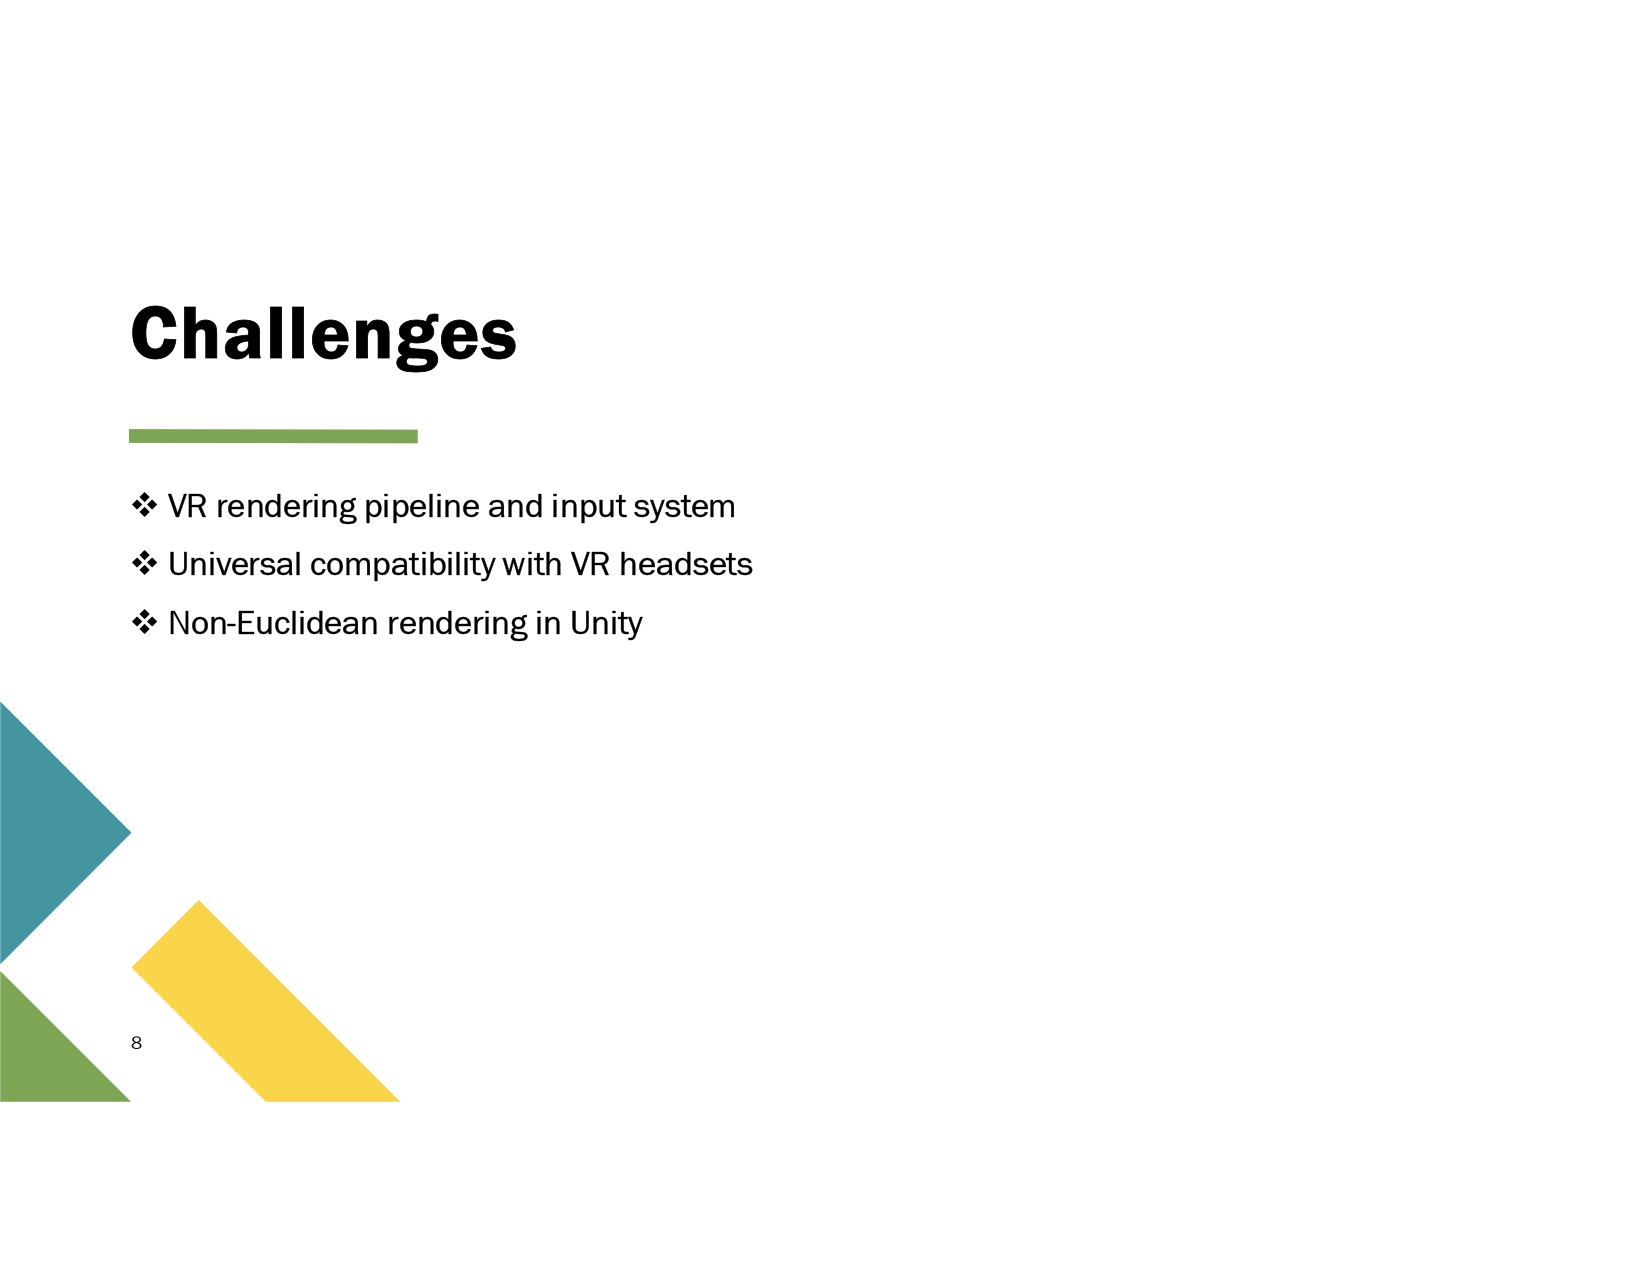 Challenges
❖ VR rendering pipeline and input system
❖ Universal compatibility with VR headsets
❖ Non-Euclidean rendering in Unity
8